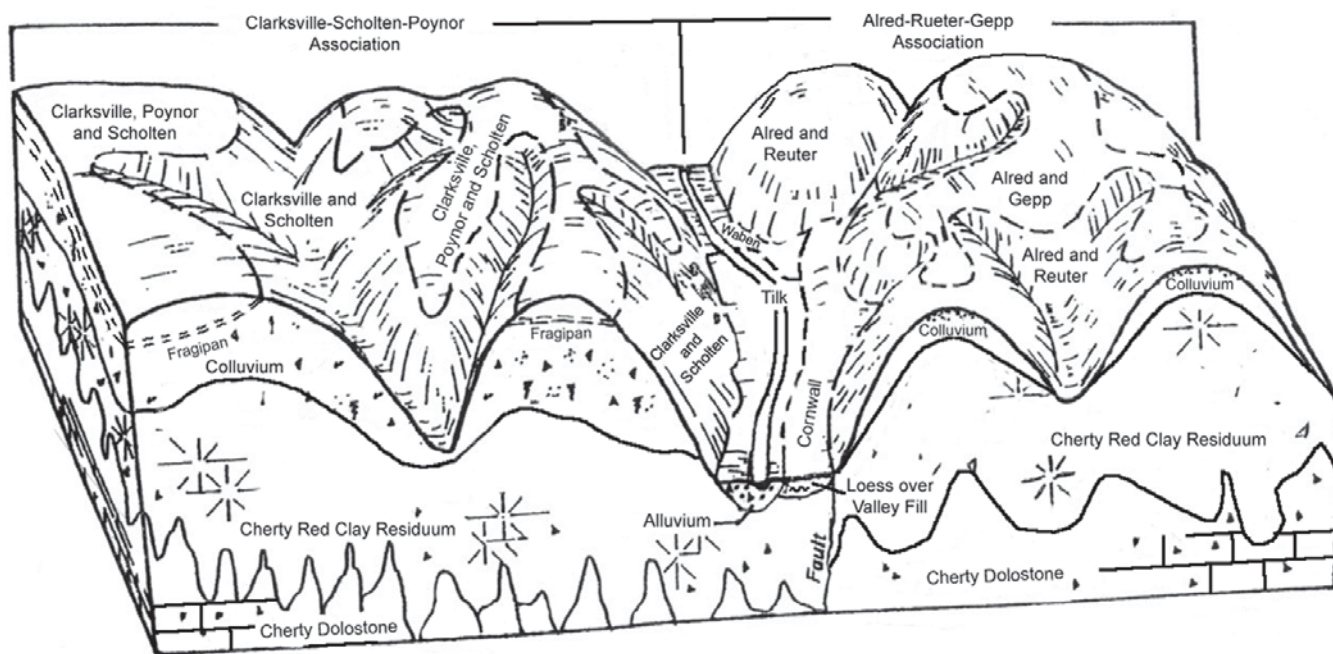 Clarksville-Scholten-Poynor
Association
Alred-Rueter-Gepp
Association
Clarksville, Poynor
and Scholten
Clarksville and
Scholten
Clarksville,
Poynor and Scholten
Alred and
Reuter
Alred and
Gepp
Alred and
Reuter
Waben
Tilk
Clarksville
and
Scholten
Cornwall
Fragipan
Fragipan
Colluvium
Colluvium
Colluvium
Cherty Red Clay Residuum
Cherty Red Clay Residuum
Loess over
Valley Fill
Alluvium
Fault
Cherty Dolostone
Cherty Dolostone